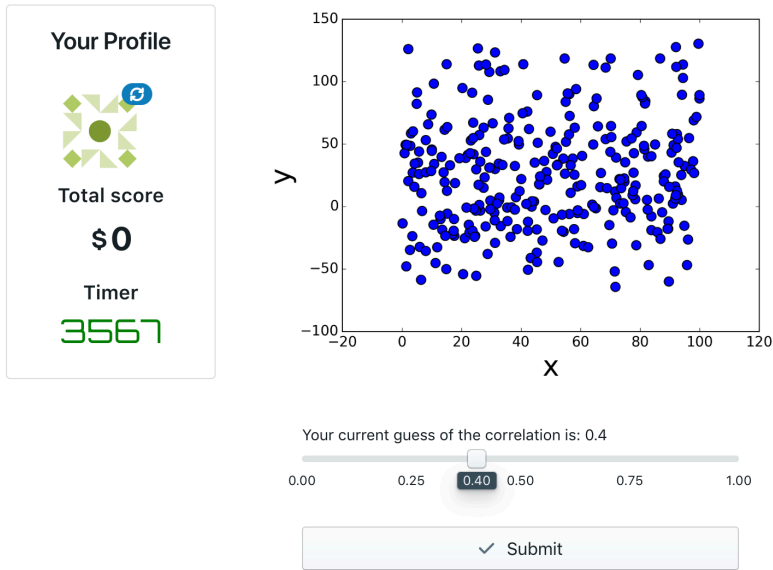 Your Profile
Total score
$0
Timer
3567
150
100
50
0
−50
−100
−20 0 20 40 60 80 100 120
y
x
Your current guess of the correlation is: 0.4
0.00 0.25 0.40 0.50 0.75 1.00
Submit